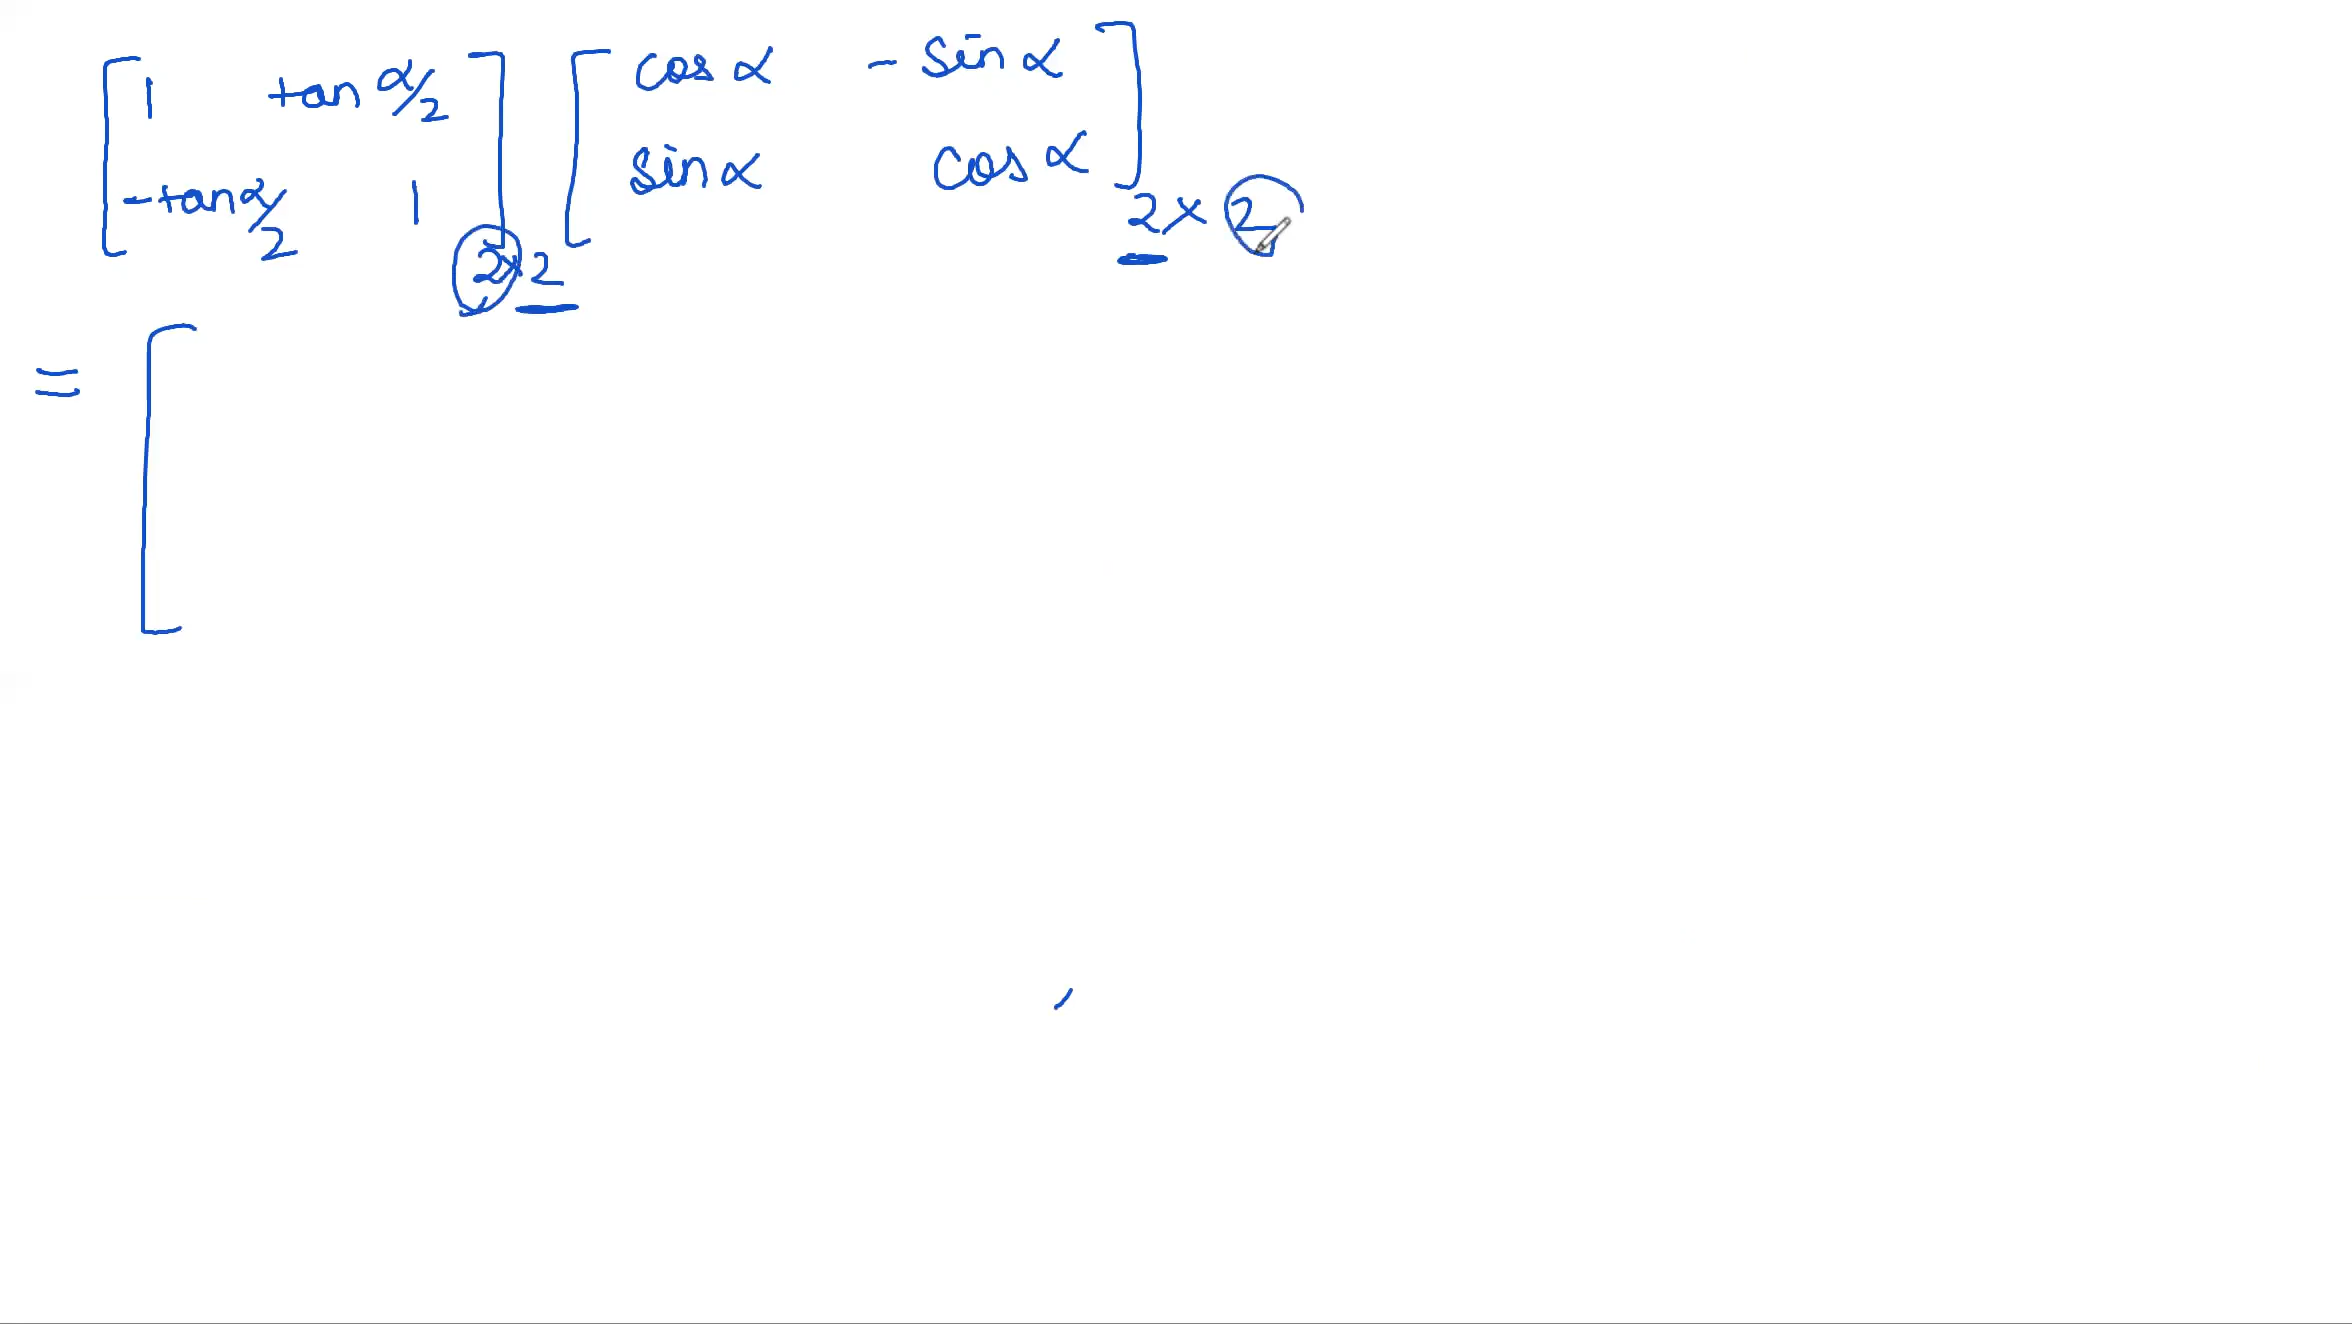 [1 tan α/2] [cos α - sin α]
[-tan α/2 1] 2×2 [sin α cos α] 2×2
= [